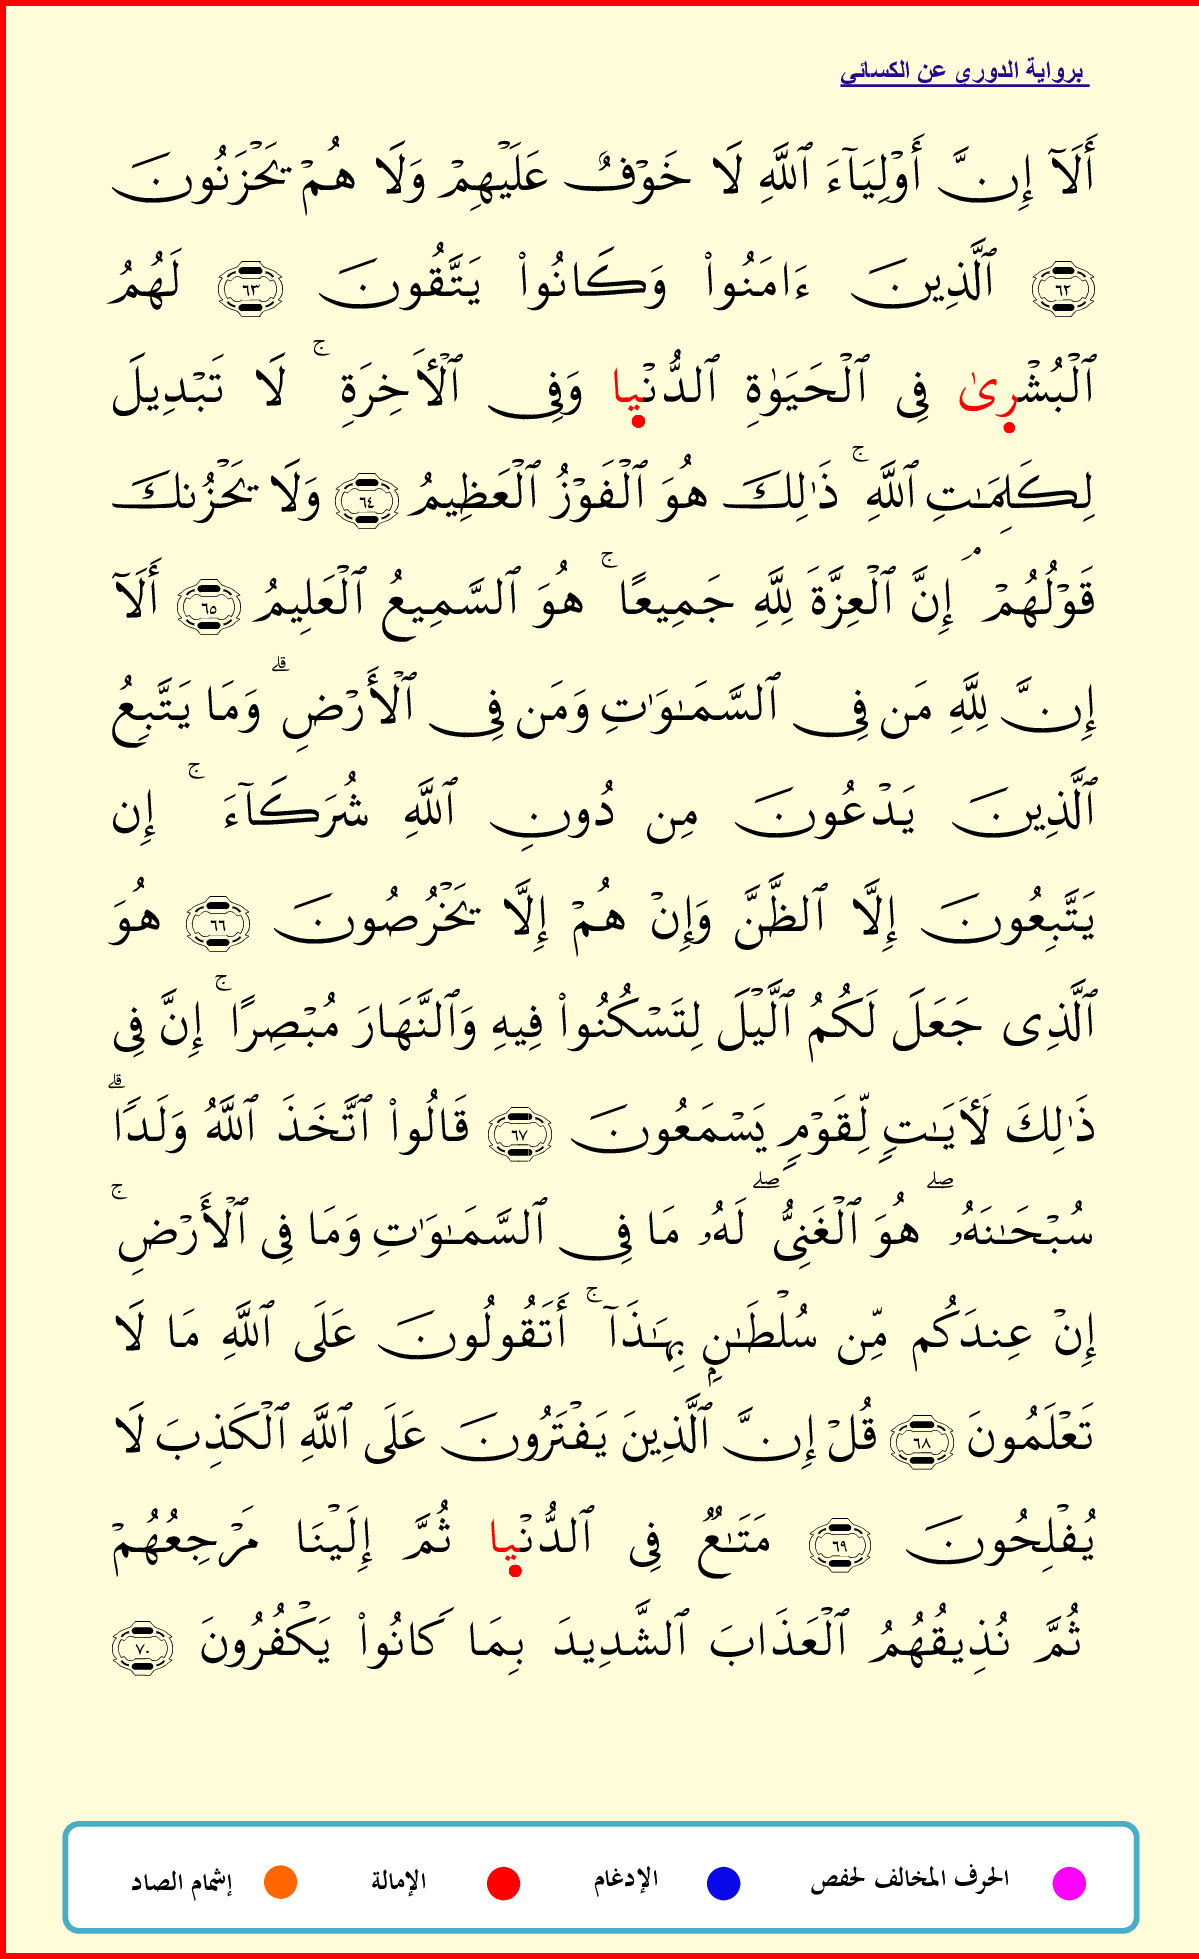 برواية الدوري عن الكسائي
أَلَآ إِنَّ أَوْلِيَآءَ ٱللَّهِ لَا خَوْفٌ عَلَيْهِمْ وَلَا هُمْ يَحْزَنُونَ
٦٢ ٱلَّذِينَ ءَامَنُوا۟ وَكَانُوا۟ يَتَّقُونَ ٦٣ لَهُمُ
ٱلْبُشْرِىٰ فِى ٱلْحَيَوٰةِ ٱلدُّنْيا وَفِى ٱلْأَخِرَةِ ۚ لَا تَبْدِيلَ
لِكَلِمَـٰتِ ٱللَّهِ ۚ ذَٰلِكَ هُوَ ٱلْفَوْزُ ٱلْعَظِيمُ ٦٤ وَلَا يَحْزُنكَ
قَوْلُهُمْ ۘ إِنَّ ٱلْعِزَّةَ لِلَّهِ جَمِيعًا ۚ هُوَ ٱلسَّمِيعُ ٱلْعَلِيمُ ٦٥ أَلَآ
إِنَّ لِلَّهِ مَن فِى ٱلسَّمَـٰوَٰتِ وَمَن فِى ٱلْأَرْضِ ۗ وَمَا يَتَّبِعُ
ٱلَّذِينَ يَدْعُونَ مِن دُونِ ٱللَّهِ شُرَكَآءَ ۚ إِن
يَتَّبِعُونَ إِلَّا ٱلظَّنَّ وَإِنْ هُمْ إِلَّا يَخْرُصُونَ ٦٦ هُوَ
ٱلَّذِى جَعَلَ لَكُمُ ٱلَّيْلَ لِتَسْكُنُوا۟ فِيهِ وَٱلنَّهَارَ مُبْصِرًا ۚ إِنَّ فِى
ذَٰلِكَ لَأَيَـٰتٍ لِّقَوْمٍ يَسْمَعُونَ ٦٧ قَالُوا۟ ٱتَّخَذَ ٱللَّهُ وَلَدًا ۗ
سُبْحَـٰنَهُۥ ۖ هُوَ ٱلْغَنِىُّ ۖ لَهُۥ مَا فِى ٱلسَّمَـٰوَٰتِ وَمَا فِى ٱلْأَرْضِ ۚ
إِنْ عِندَكُم مِّن سُلْطَـٰنٍۭ بِهَـٰذَآ ۚ أَتَقُولُونَ عَلَى ٱللَّهِ مَا لَا
تَعْلَمُونَ ٦٨ قُلْ إِنَّ ٱلَّذِينَ يَفْتَرُونَ عَلَى ٱللَّهِ ٱلْكَذِبَ لَا
يُفْلِحُونَ ٦٩ مَتَـٰعٌ فِى ٱلدُّنْيا ثُمَّ إِلَيْنَا مَرْجِعُهُمْ
ثُمَّ نُذِيقُهُمُ ٱلْعَذَابَ ٱلشَّدِيدَ بِمَا كَانُوا۟ يَكْفُرُونَ ٧٠
الحرف المخالف لحفص الإدغام الإمالة إشمام الصاد